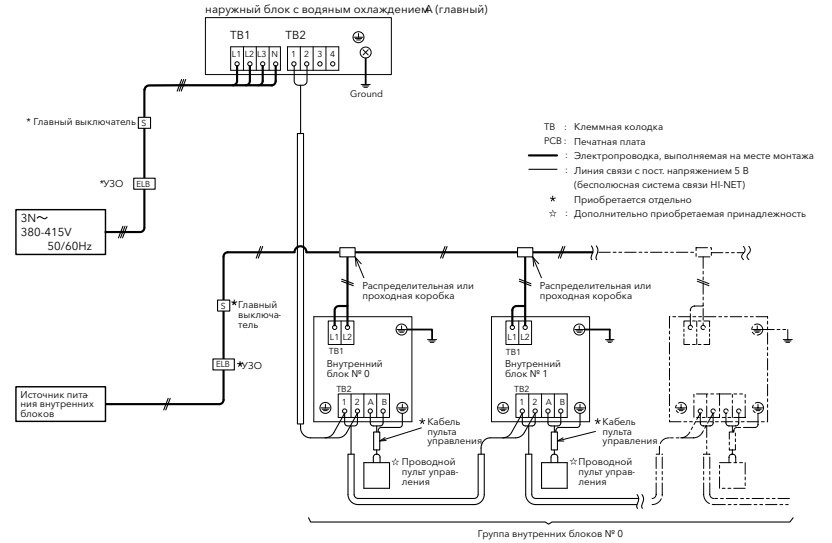 наружный блок с водяным охлаждением A (главный)
TB1 TB2
L1 L2 L3 N 1 2 3 4
Ground
* Главный выключатель
S
*УЗО
ELB
3N～
380-415V
50/60Hz
TB : Клеммная колодка
PCB : Печатная плата
: Электропроводка, выполняемая на месте монтажа
: Линия связи с пост. напряжением 5 В
(бесполюсная система связи HI-NET)
* Приобретается отдельно
☆ : Дополнительно приобретаемая принадлежность
Распределительная или
проходная коробка
Распределительная или
проходная коробка
S
*Главный
выключа-
тель
ELB
*УЗО
Источник пита-
ния внутренних
блоков
L1 L2
TB1
Внутренний
блок № 0
TB2
1 2 A B
L1 L2
TB1
Внутренний
блок № 1
TB2
1 2 A B
* Кабель
пульта
управления
☆Проводной
пульт управ-
ления
* Кабель
пульта
управления
☆Проводной
пульт управ-
ления
Группа внутренних блоков № 0